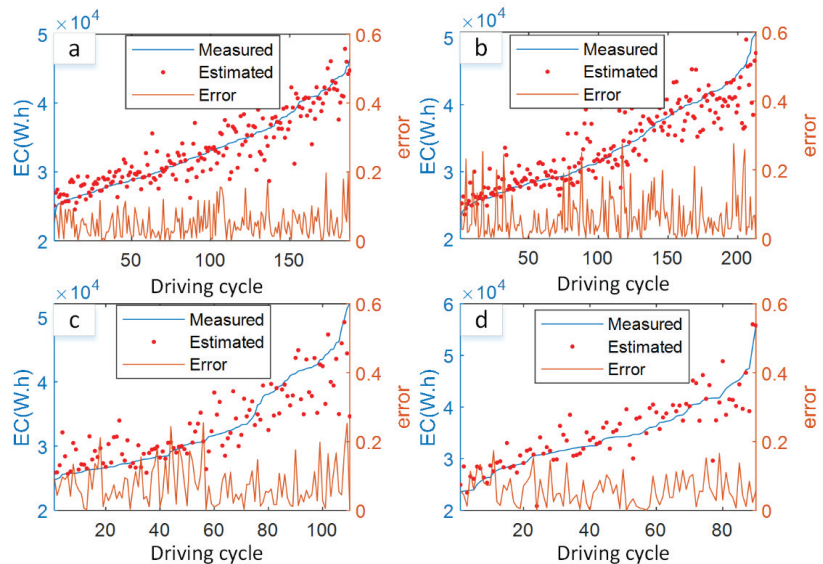 a
× 10^4
Measured
Estimated
Error
EC(W.h)
5
4
3
2
0.6
0.4
0.2
0
error
50 100 150
Driving cycle
b
× 10^4
Measured
Estimated
Error
EC(W.h)
5
4
3
2
0.6
0.4
0.2
0
error
50 100 150 200
Driving cycle
c
× 10^4
Measured
Estimated
Error
EC(W.h)
5
4
3
2
0.6
0.4
0.2
0
error
20 40 60 80 100
Driving cycle
d
× 10^4
Measured
Estimated
Error
EC(W.h)
6
5
4
3
2
0.6
0.4
0.2
0
error
20 40 60 80
Driving cycle